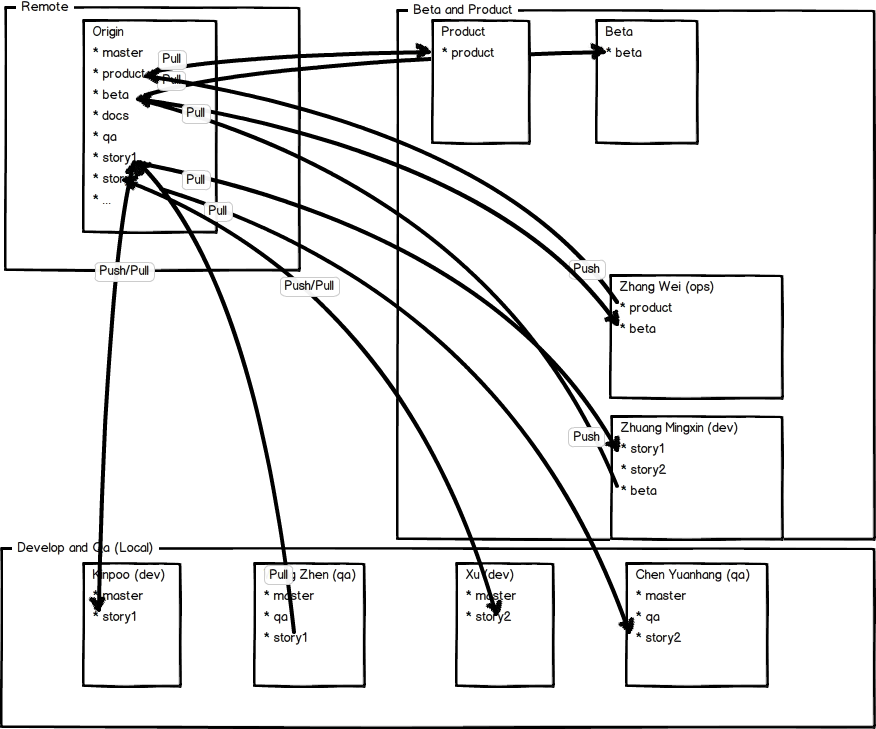 Remote
Origin
* master
* product
* beta
* docs
* qa
* story1
* ...
Pull
Pull
Pull
Pull
Pull
Push/Pull
Push/Pull
Beta and Product
Product
* product
Beta
* beta
Push
Zhang Wei (ops)
* product
* beta
Push
Zhuang Mingxin (dev)
* story1
* story2
* beta
Develop and Qa (Local)
Kinpoo (dev)
* master
* story1
Pull
Zhen (qa)
* master
* qa
* story1
Xu (dev)
* master
* story2
Chen Yuanhang (qa)
* master
* qa
* story2